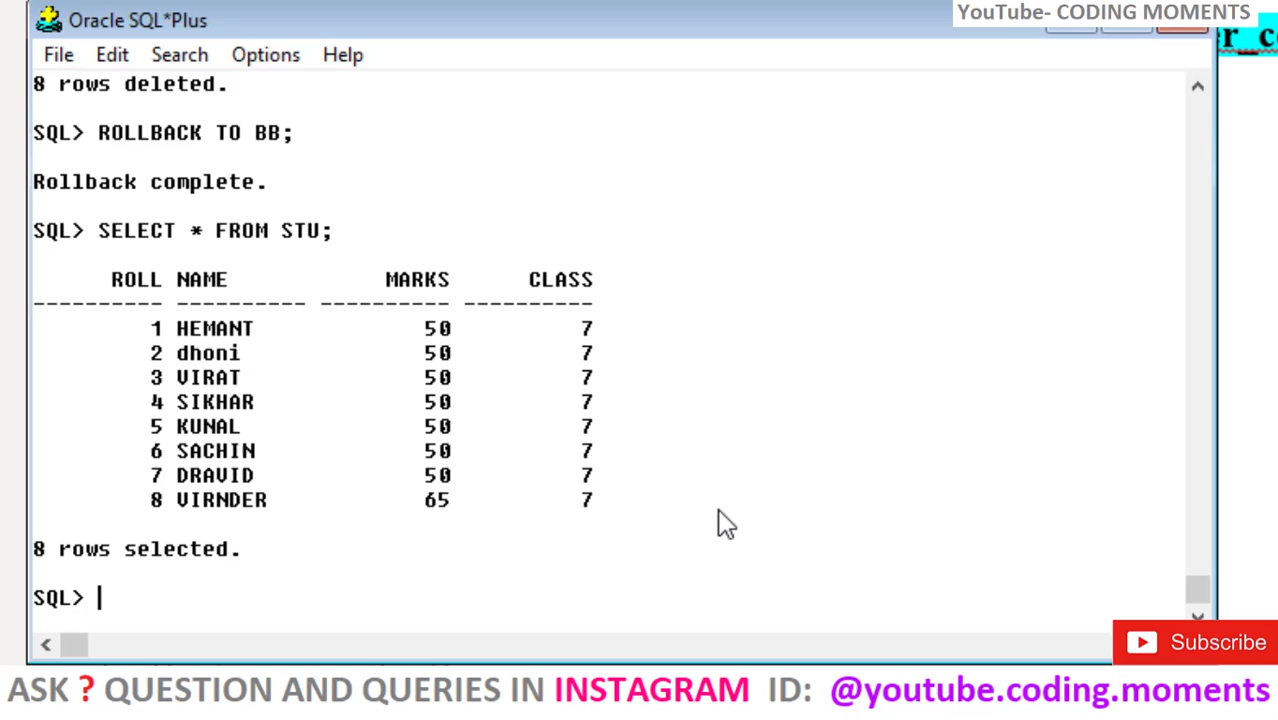 YouTube- CODING MOMENTS
Oracle SQL*Plus
File Edit Search Options Help
8 rows deleted.
SQL> ROLLBACK TO BB;
Rollback complete.
SQL> SELECT * FROM STU;
ROLL NAME MARKS CLASS
---------- ---------- ---------- ----------
1 HEMANT 50 7
2 dhoni 50 7
3 VIRAT 50 7
4 SIKHAR 50 7
5 KUNAL 50 7
6 SACHIN 50 7
7 DRAVID 50 7
8 VIRNDER 65 7
8 rows selected.
SQL>
Subscribe
ASK ? QUESTION AND QUERIES IN INSTAGRAM ID: @youtube.coding.moments